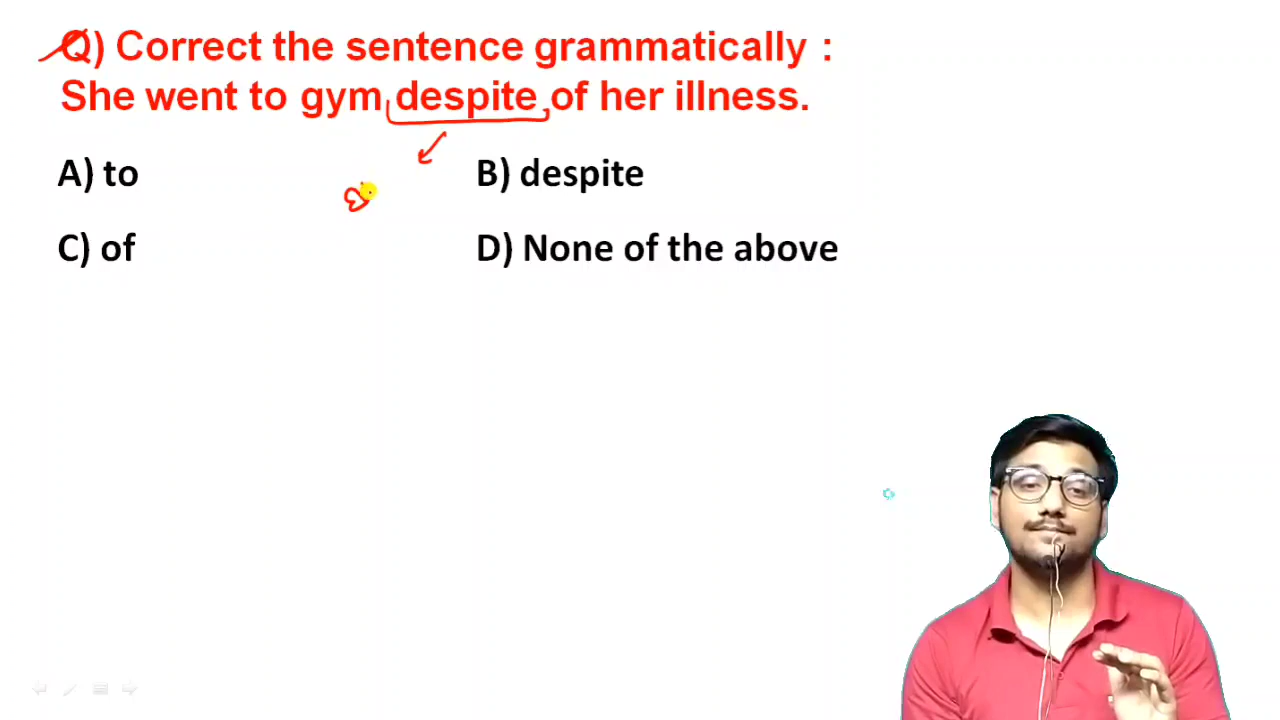 Q) Correct the sentence grammatically :
She went to gym despite of her illness.
A) to
B) despite
C) of
D) None of the above